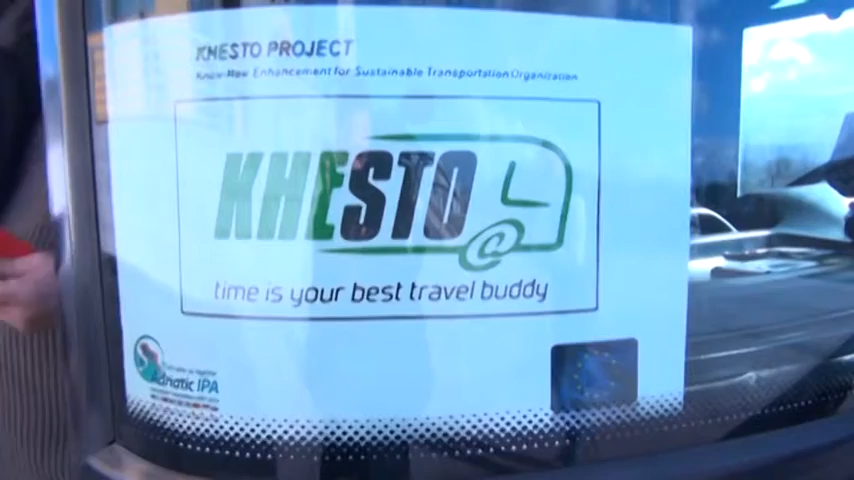 KHESTO PROJECT
Know-How Enhancement for Sustainable Transportation Organization
KHESTO @
time is your best travel buddy
Adriatic IPA